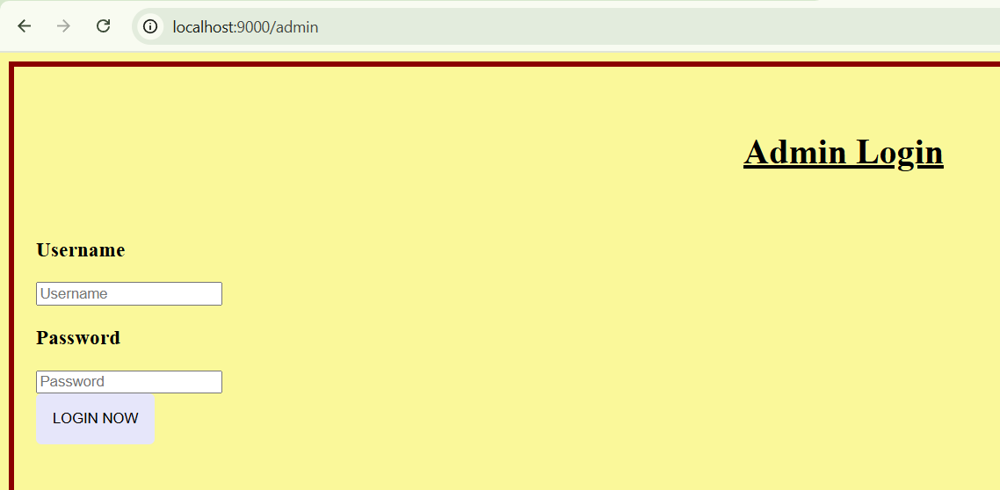 localhost:9000/admin
Admin Login
Username
Username
Password
Password
LOGIN NOW